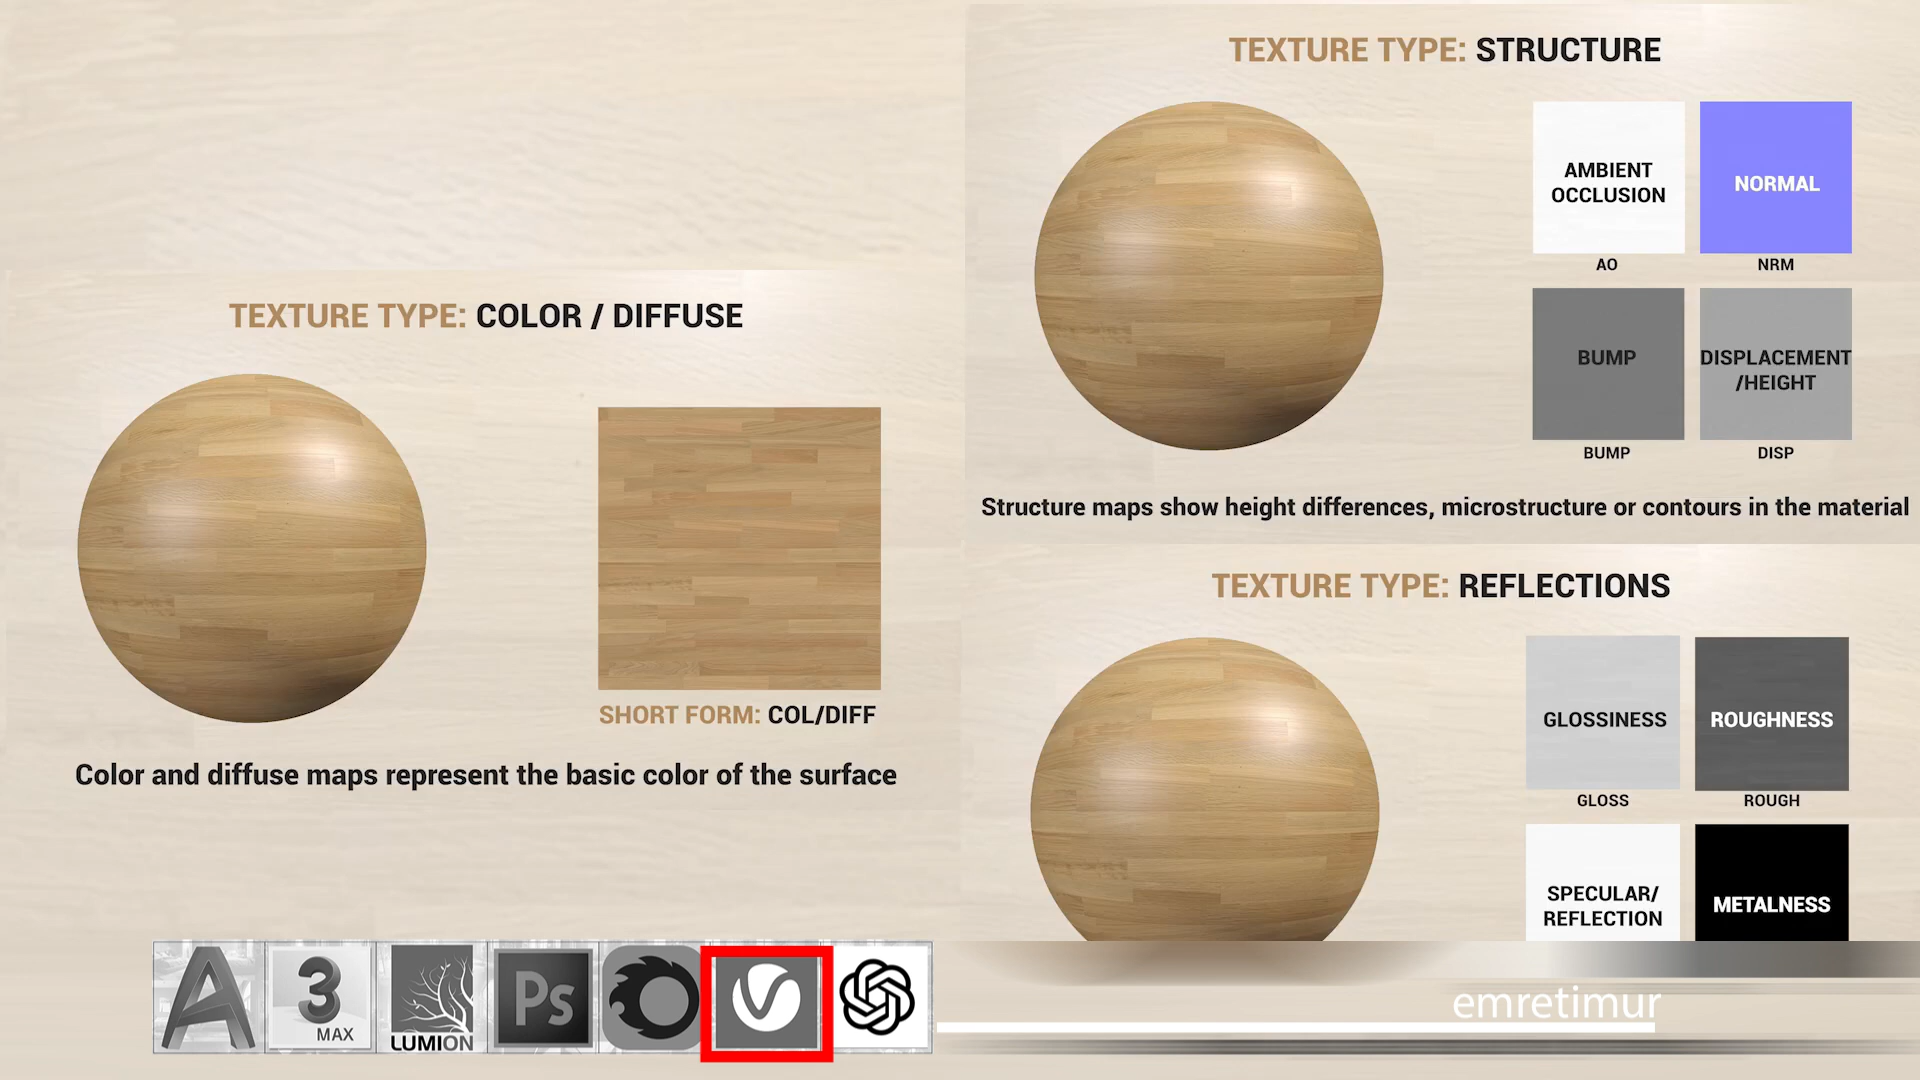 TEXTURE TYPE: COLOR / DIFFUSE
SHORT FORM: COL/DIFF
Color and diffuse maps represent the basic color of the surface
TEXTURE TYPE: STRUCTURE
AMBIENT
OCCLUSION
AO
NORMAL
NRM
BUMP
BUMP
DISPLACEMENT
/HEIGHT
DISP
Structure maps show height differences, microstructure or contours in the material
TEXTURE TYPE: REFLECTIONS
GLOSSINESS
GLOSS
ROUGHNESS
ROUGH
SPECULAR/
REFLECTION
METALNESS
A
3
MAX
LUMION
Ps
emretimur